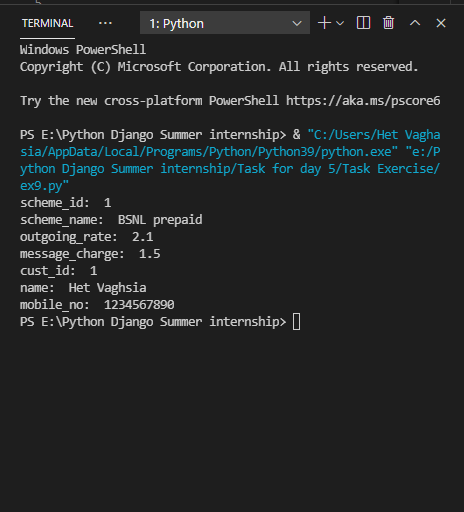 TERMINAL ... 1: Python
Windows PowerShell
Copyright (C) Microsoft Corporation. All rights reserved.
Try the new cross-platform PowerShell https://aka.ms/pscore6
PS E:\Python Django Summer internship> & "C:/Users/Het Vagha
sia/AppData/Local/Programs/Python/Python39/python.exe" "e:/P
ython Django Summer internship/Task for day 5/Task Exercise/
ex9.py"
scheme_id:  1
scheme_name:  BSNL prepaid
outgoing_rate:  2.1
message_charge:  1.5
cust_id:  1
name:  Het Vaghsia
mobile_no:  1234567890
PS E:\Python Django Summer internship>